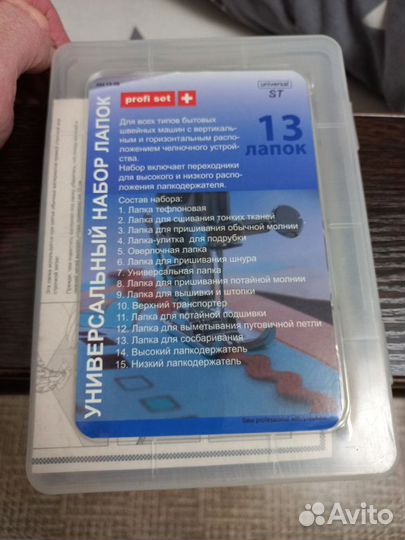 profi set
universal
ST
УНИВЕРСАЛЬНЫЙ НАБОР ЛАПОК
13
ЛАПОК
Для всех типов бытовых
швейных машин с вертикаль-
ным и горизонтальным распо-
ложением челночного устрой-
ства.
Набор включает переходники
для высокого и низкого распо-
ложения лапкодержателя.
Состав набора:
1. Лапка тефлоновая
2. Лапка для сшивания тонких тканей
3. Лапка для пришивания обычной молнии
4. Лапка-улитка для подрубки
5. Оверлочная лапка
6. Лапка для пришивания шнура
7. Универсальная лапка
8. Лапка для пришивания потайной молнии
9. Лапка для вышивки и штопки
10. Верхний транспортер
11. Лапка для потайной подшивки
12. Лапка для выметывания пуговичной петли
13. Лапка для сосбаривания
14. Высокий лапкодержатель
15. Низкий лапкодержатель
Avito